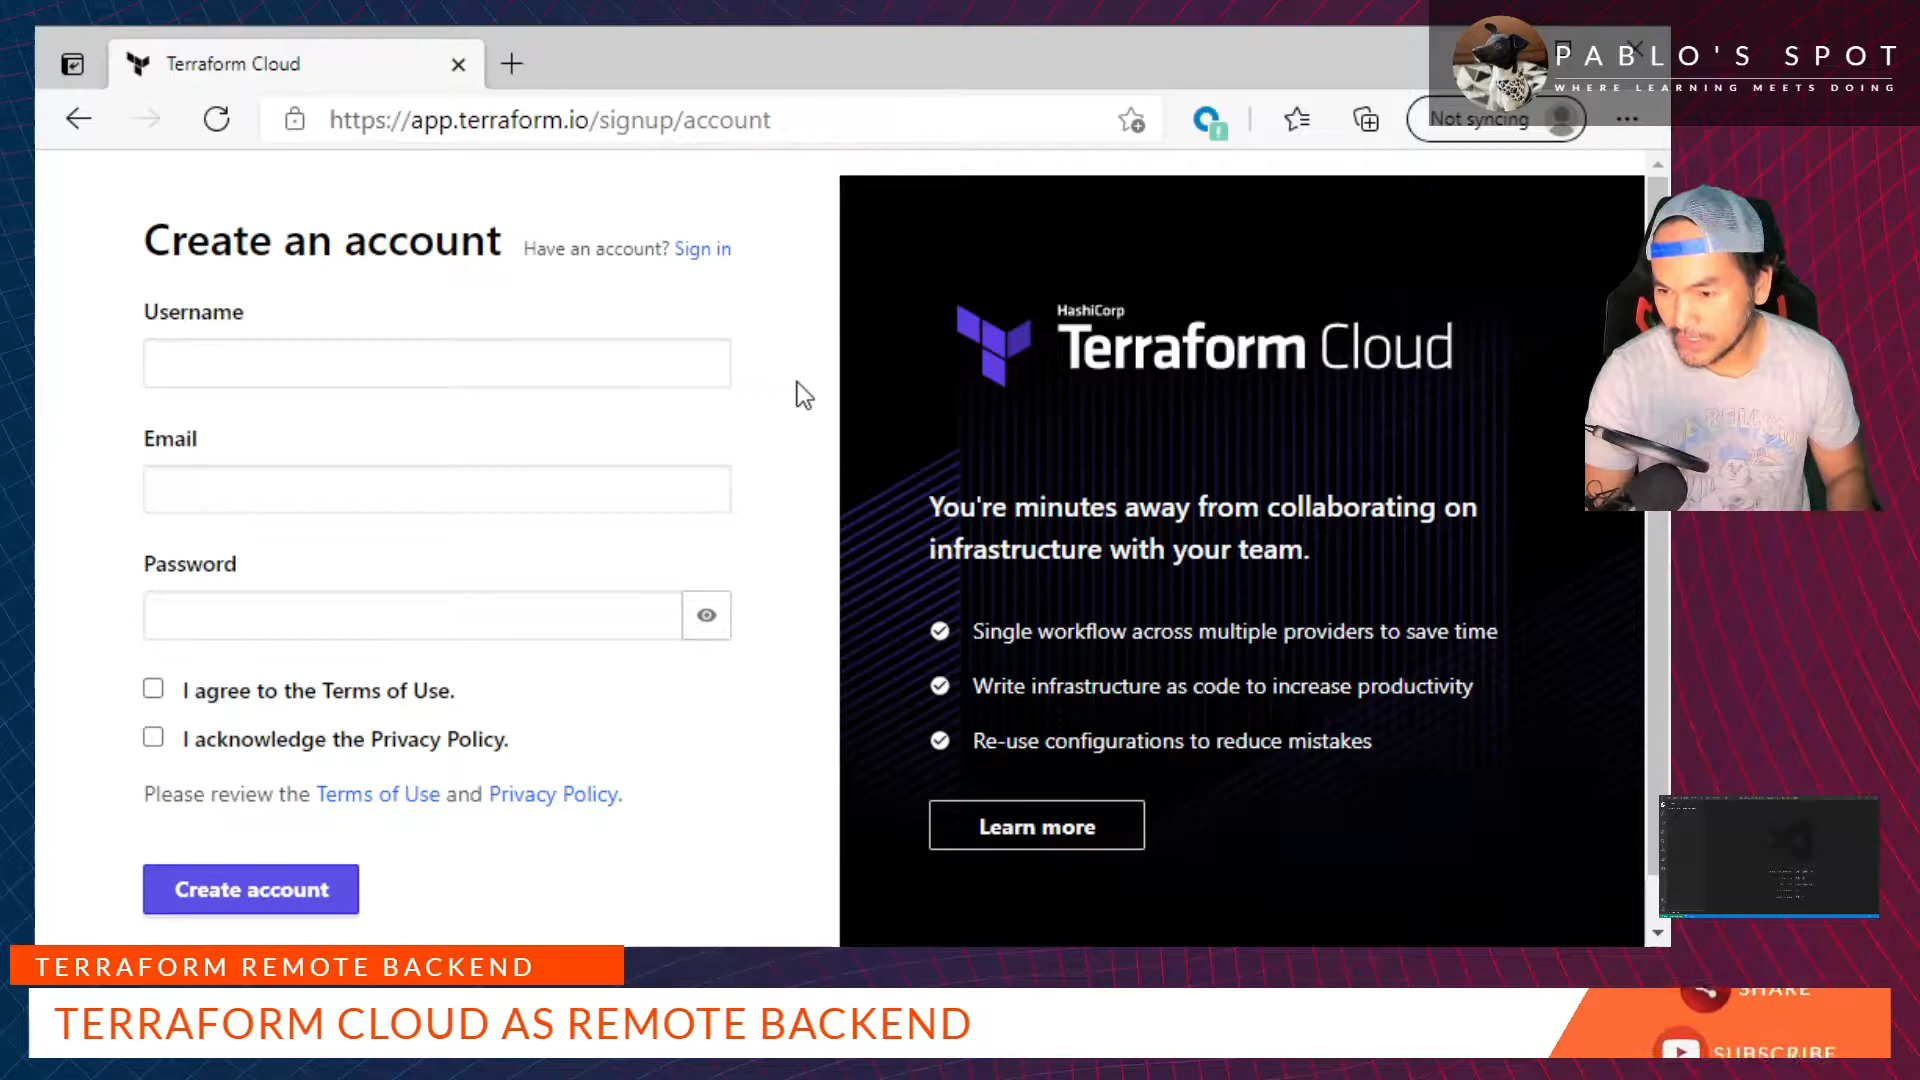 Terraform Cloud
PABLO'S SPOT
WHERE LEARNING MEETS DOING
https://app.terraform.io/signup/account
Not syncing
Create an account
Have an account? Sign in
Username
Email
Password
I agree to the Terms of Use.
I acknowledge the Privacy Policy.
Please review the Terms of Use and Privacy Policy.
Create account
HashiCorp
Terraform Cloud
You're minutes away from collaborating on
infrastructure with your team.
Single workflow across multiple providers to save time
Write infrastructure as code to increase productivity
Re-use configurations to reduce mistakes
Learn more
TERRAFORM REMOTE BACKEND
TERRAFORM CLOUD AS REMOTE BACKEND
SHARE
SUBSCRIBE